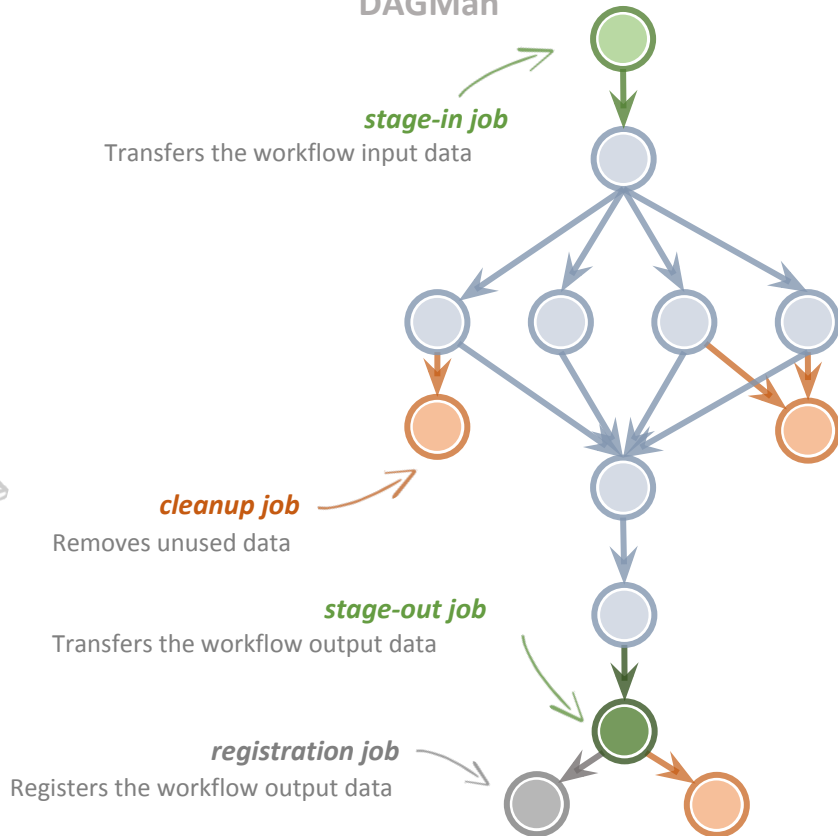 DAGMan
stage-in job
Transfers the workflow input data
cleanup job
Removes unused data
stage-out job
Transfers the workflow output data
registration job
Registers the workflow output data